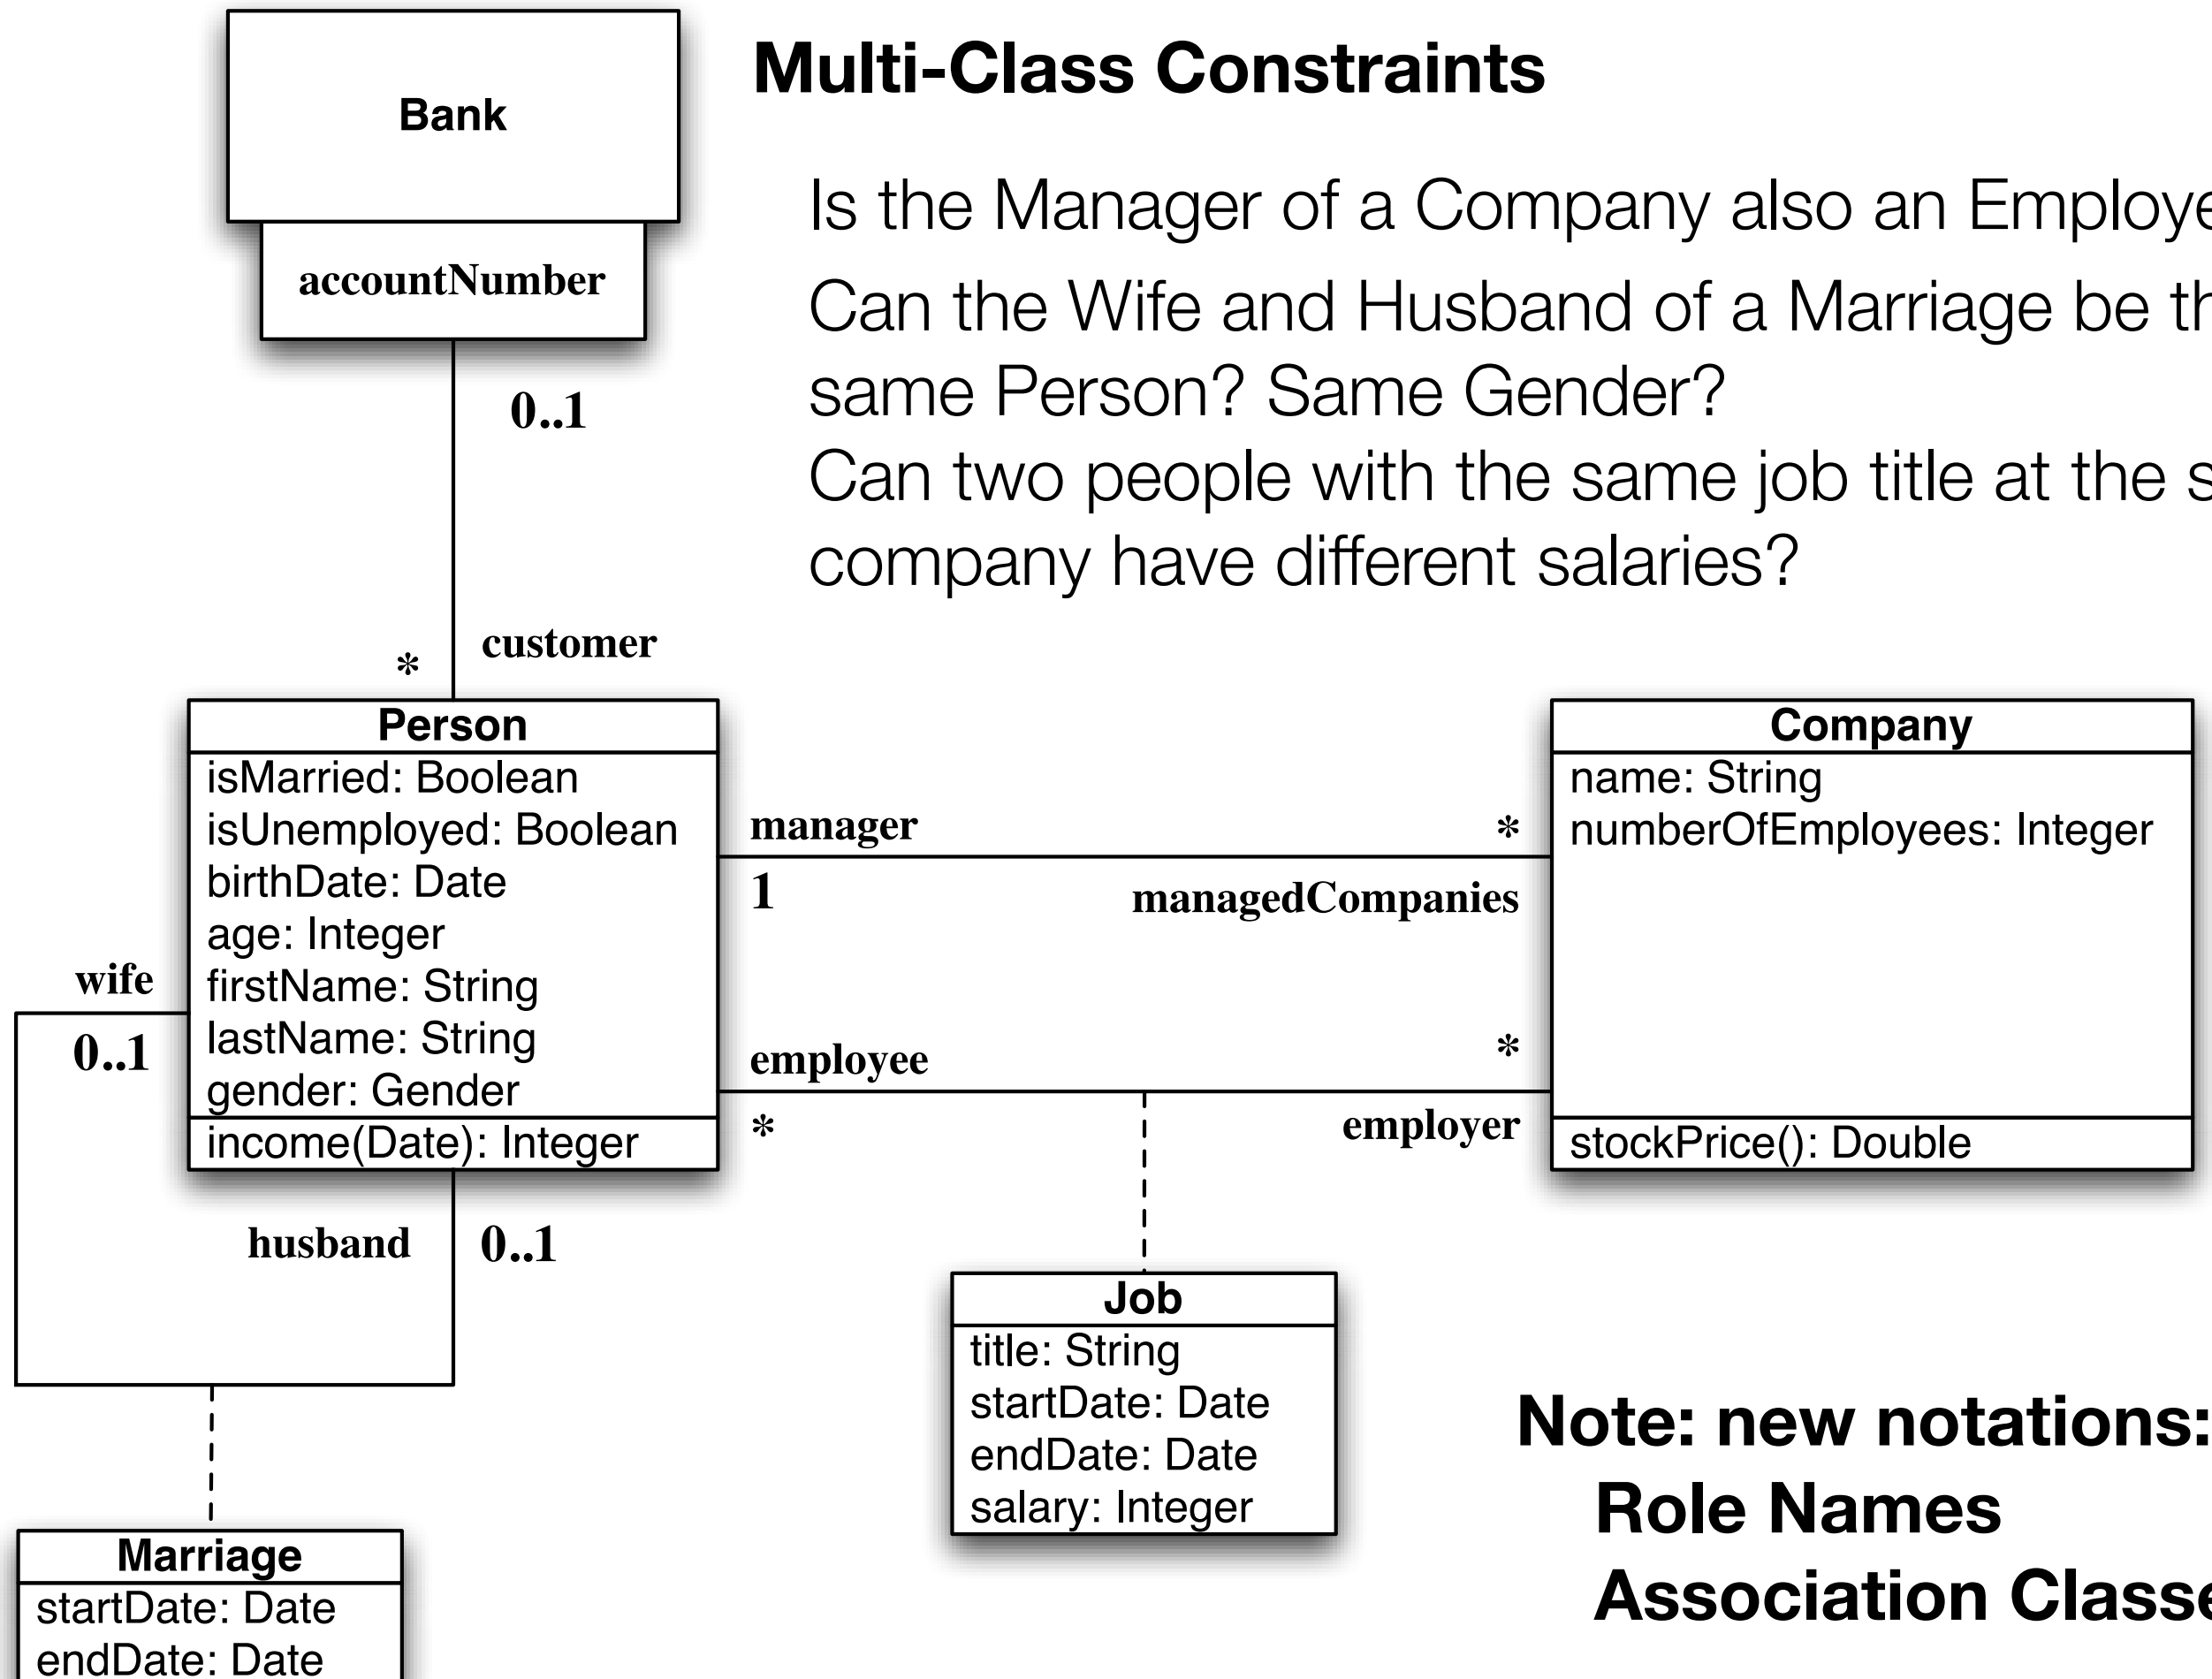 Multi-Class Constraints
Bank
Is the Manager of a Company also an
accountNumber
Can the Wife and Husband of a Marriage be
same Person? Same Gender?
0..1
Can two people with the same job title at the
company have different salaries?
customer
*
Person
isMarried: Boolean
isUnemployed: Boolean
birthDate: Date
age: Integer
firstName: String
lastName: String
gender: Gender
income(Date): Integer
manager
1
*
managedCompanies
Company
name: String
numberOfEmployees: Integer
stockPrice(): Double
wife
0..1
employee
*
*
employer
husband
0..1
Job
title: String
startDate: Date
endDate: Date
salary: Integer
Note: new notations:
Role Names
Association
Marriage
startDate: Date
endDate: Date